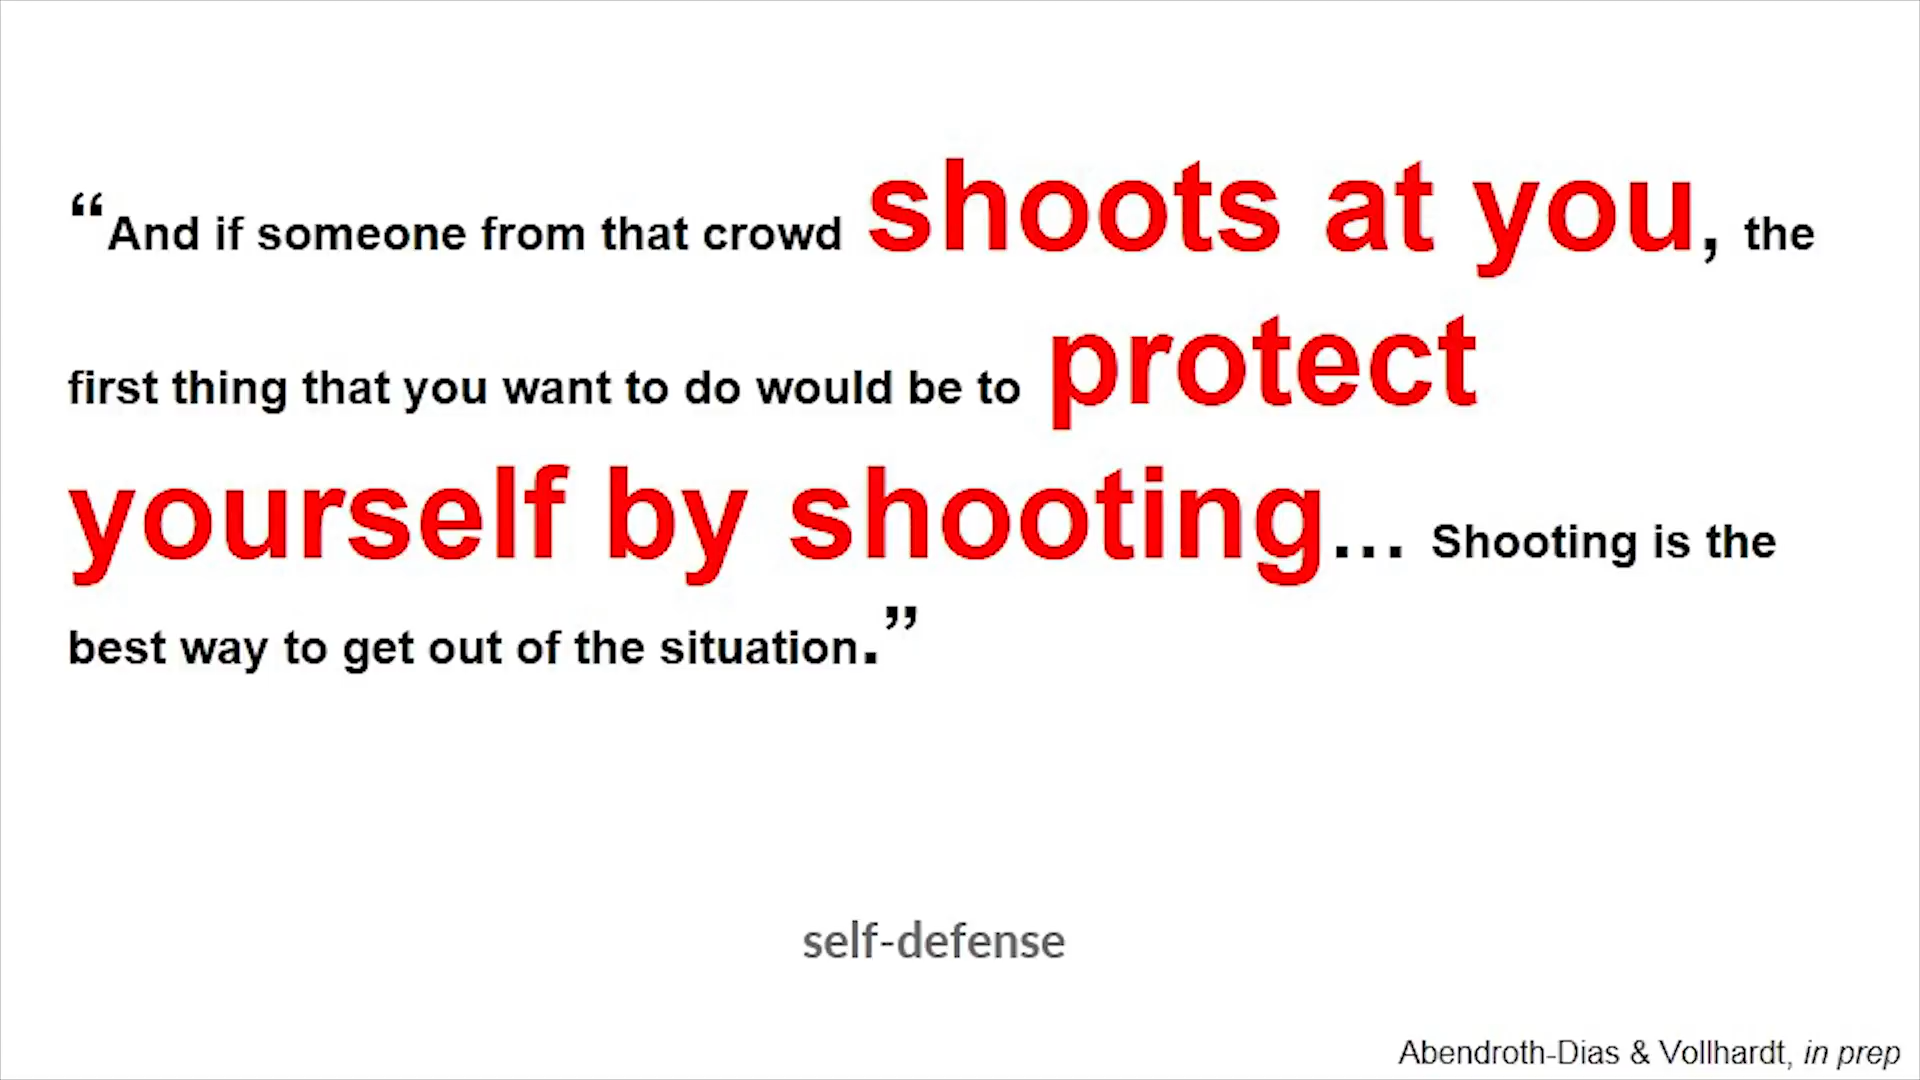 “And if someone from that crowd shoots at you, the
first thing that you want to do would be to protect
yourself by shooting... Shooting is the
best way to get out of the situation.”
self-defense
Abendroth-Dias & Vollhardt, in prep